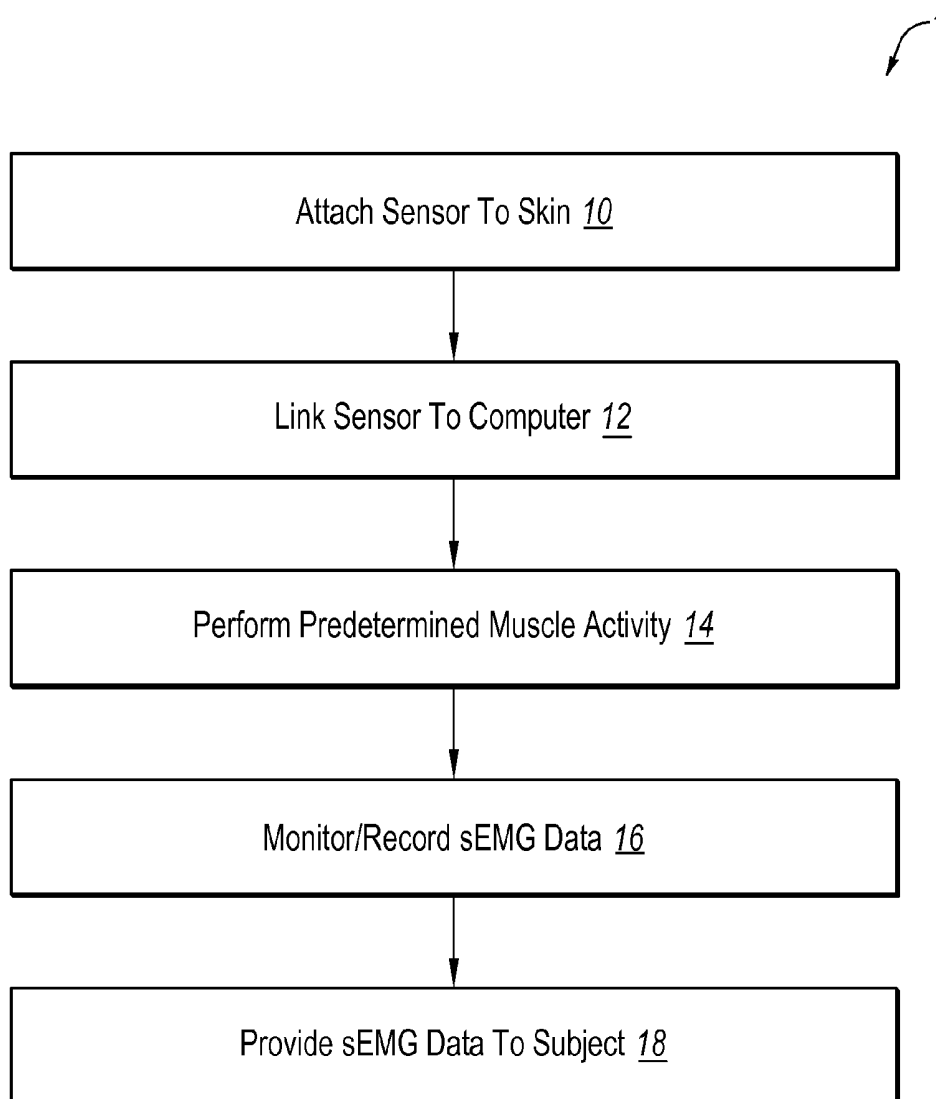 Attach Sensor To Skin 10
Link Sensor To Computer 12
Perform Predetermined Muscle Activity 14
Monitor/Record sEMG Data 16
Provide sEMG Data To Subject 18